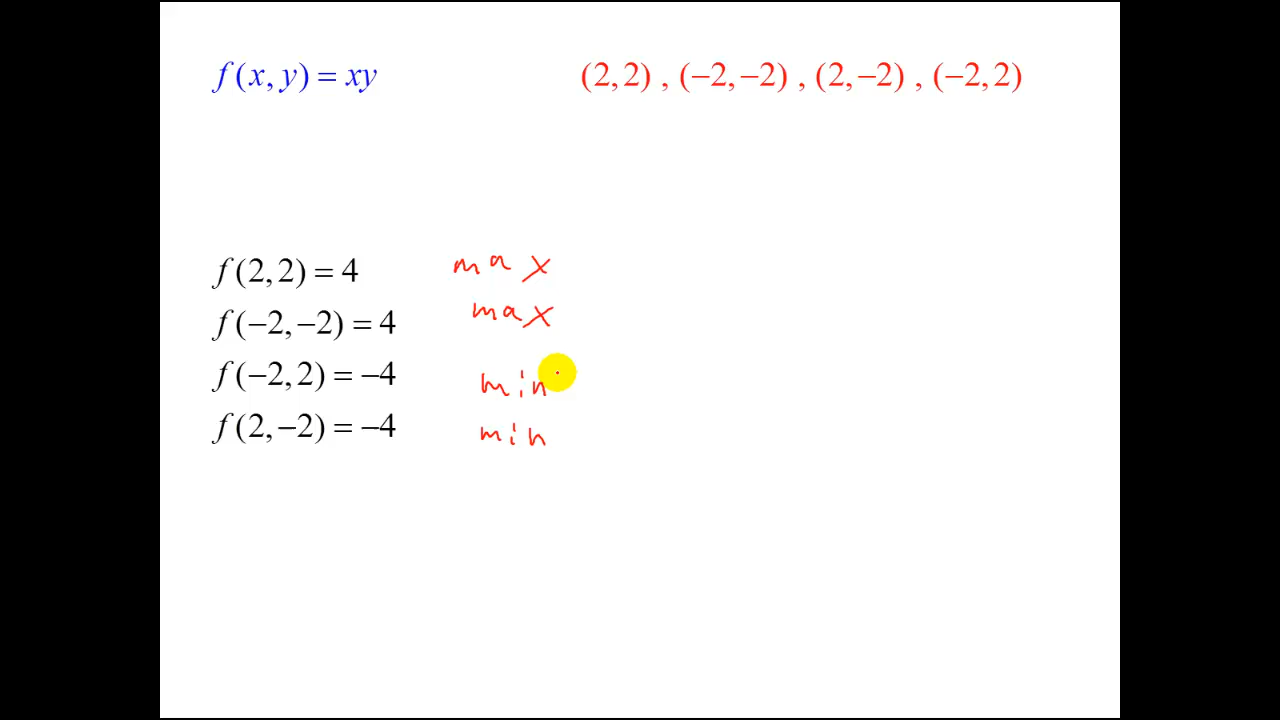 f(x, y) = xy (2, 2) , (−2, −2) , (2, −2) , (−2, 2)
f(2, 2) = 4 max
f(−2, −2) = 4 max
f(−2, 2) = −4 min
f(2, −2) = −4 min